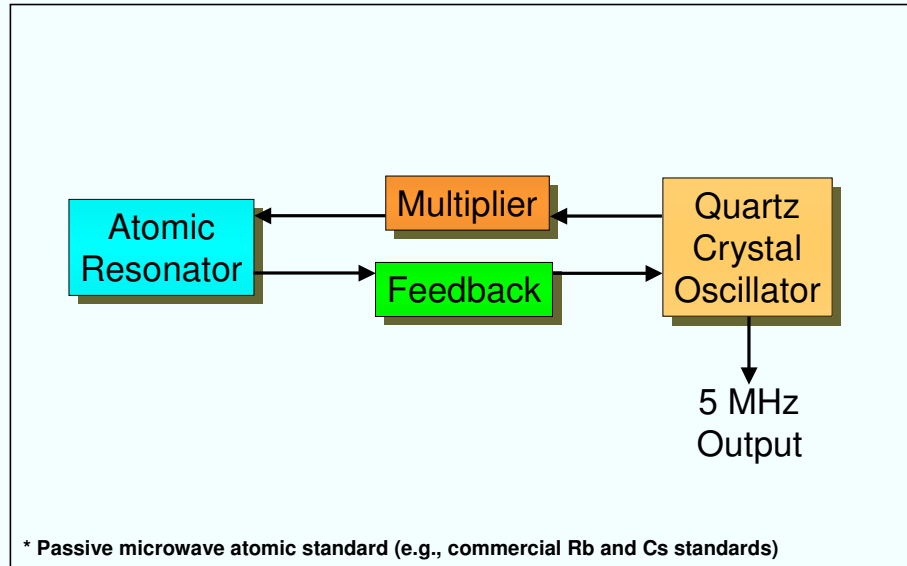 Atomic
Resonator
Multiplier
Feedback
Quartz
Crystal
Oscillator
5 MHz
Output
* Passive microwave atomic standard (e.g., commercial Rb and Cs standards)